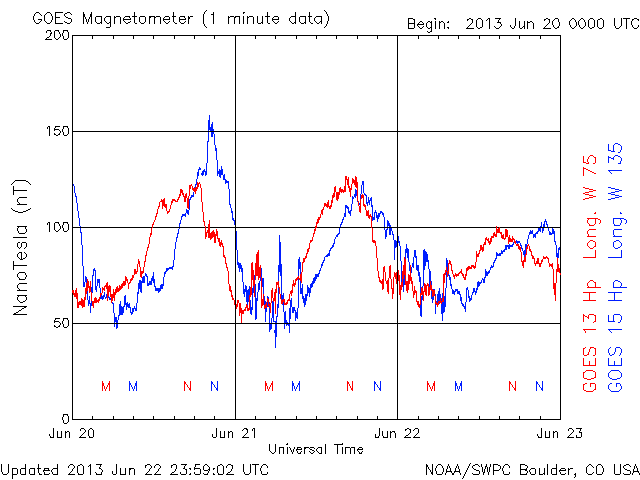 GOES Magnetometer (1 minute data)
Begin: 2013 Jun 20 0000 UTC
200
150
100
50
0
NanoTesla (nT)
M M N N M M N N M M N N
Jun 20 Jun 21 Jun 22 Jun 23
Universal Time
GOES 13 Hp Long. W 75
GOES 15 Hp Long. W 135
Updated 2013 Jun 22 23:59:02 UTC
NOAA/SWPC Boulder, CO USA